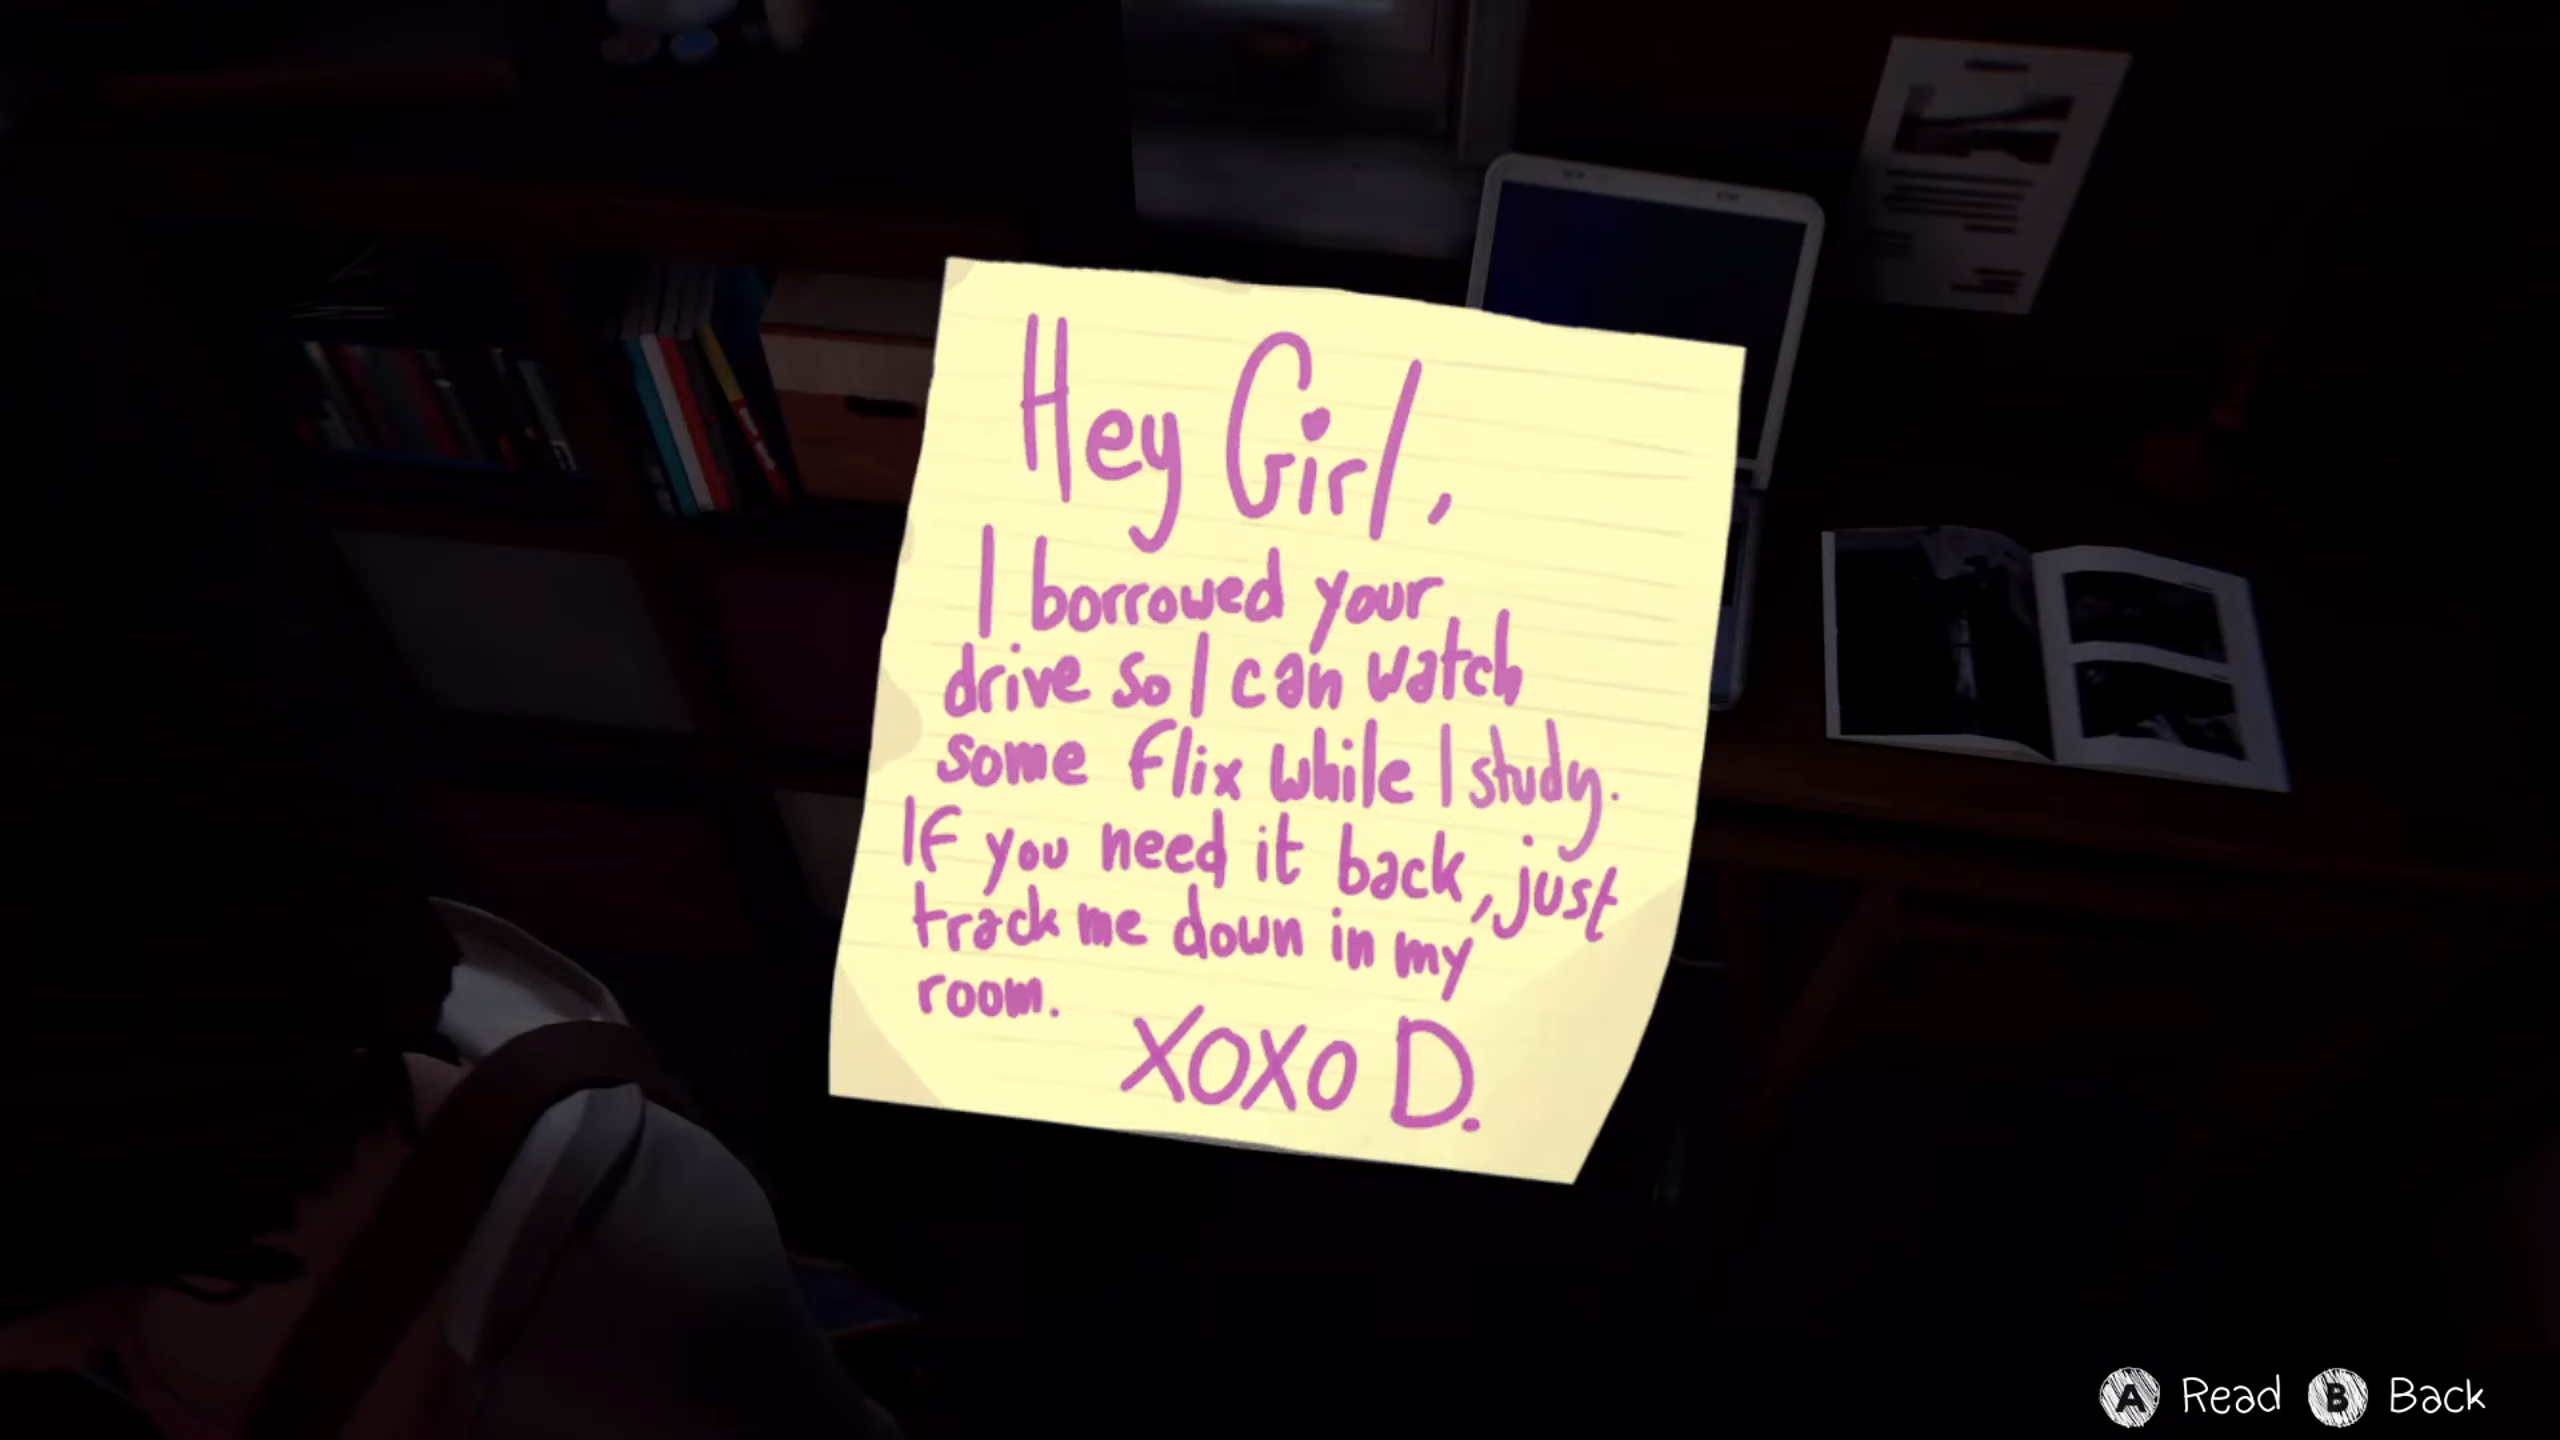 Hey Girl,
I borrowed your
drive so I can watch
some flix while I study.
If you need it back, just
track me down in my
room.
XOXO D.
A Read B Back